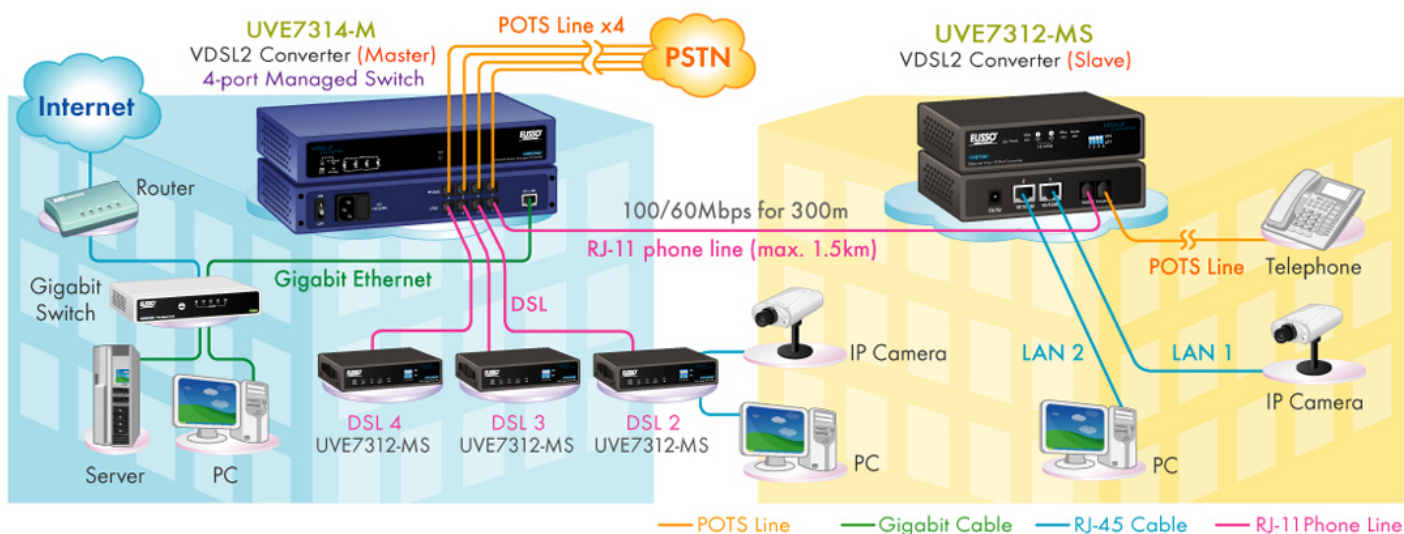 UVE7314-M
VDSL2 Converter (Master)
4-port Managed Switch
POTS Line x4
PSTN
UVE7312-MS
VDSL2 Converter (Slave)
Internet
Router
Gigabit
Switch
Gigabit Ethernet
100/60Mbps for 300m
RJ-11 phone line (max. 1.5km)
POTS Line
Telephone
DSL
IP Camera
LAN 2
LAN 1
IP Camera
DSL 4
UVE7312-MS
DSL 3
UVE7312-MS
DSL 2
UVE7312-MS
Server
PC
PC
PC
POTS Line
Gigabit Cable
RJ-45 Cable
RJ-11Phone Line